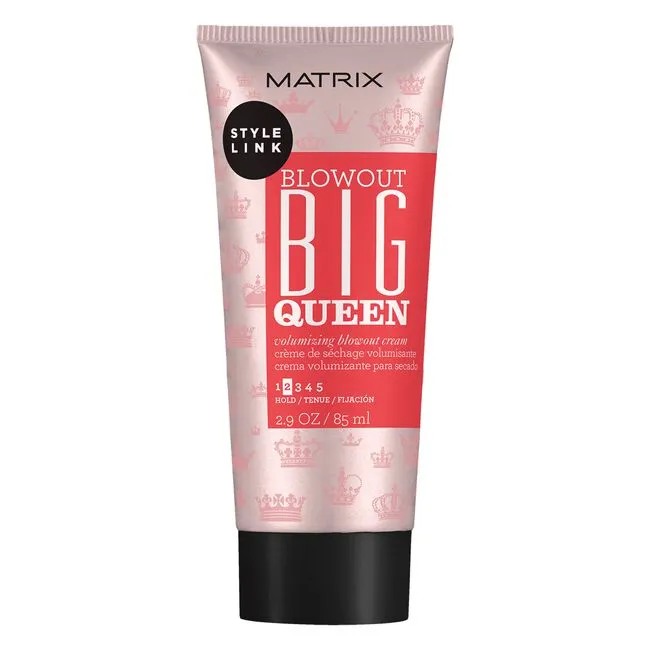 MATRIX
STYLE
LINK
BLOWOUT
BIG
QUEEN
volumizing blowout cream
crème de séchage volumisante
crema volumizante para secado
1 2 3 4 5
HOLD / TENUE / FIJACIÓN
2.9 OZ / 85 ml